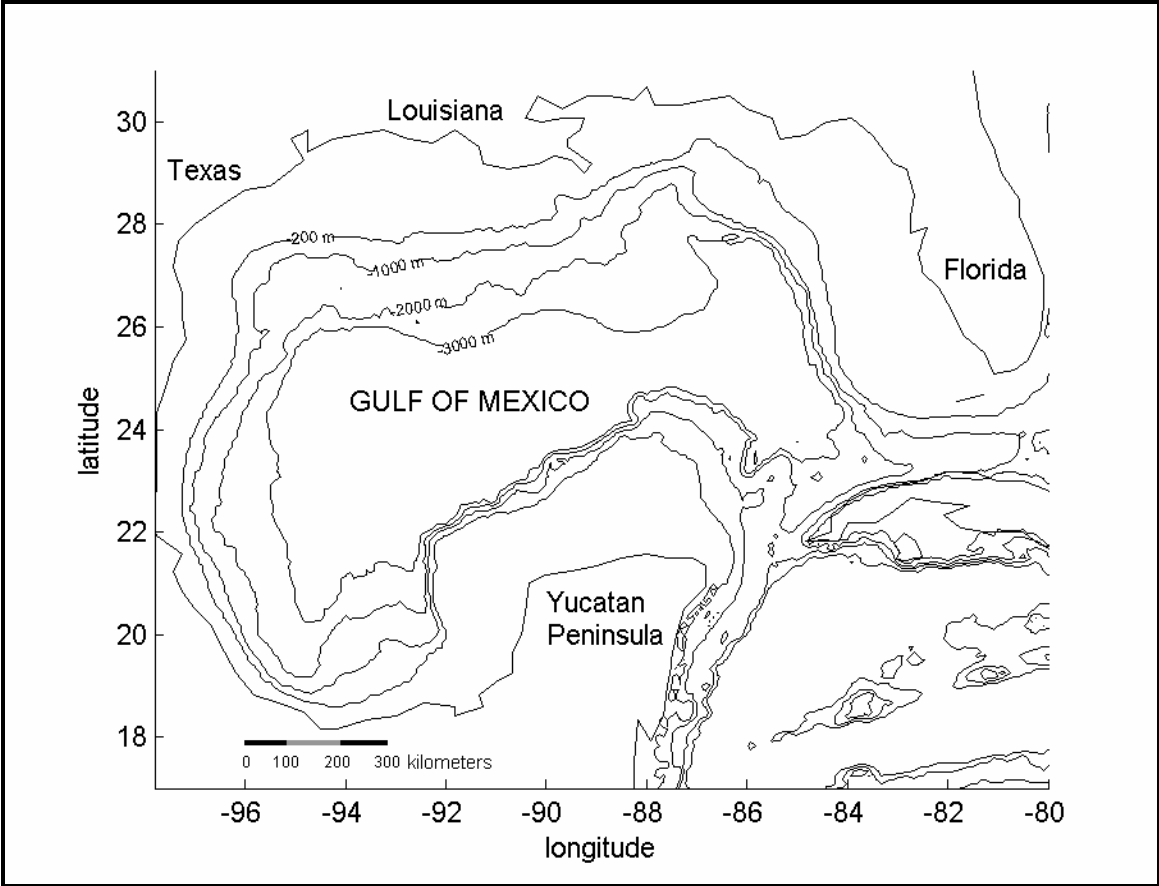 Louisiana
30
Texas
28
-200 m
-1000 m
Florida
-2000 m
26
-3000 m
GULF OF MEXICO
24
latitude
22
Yucatan
Peninsula
20
18
0 100 200 300 kilometers
-96 -94 -92 -90 -88 -86 -84 -82 -80
longitude